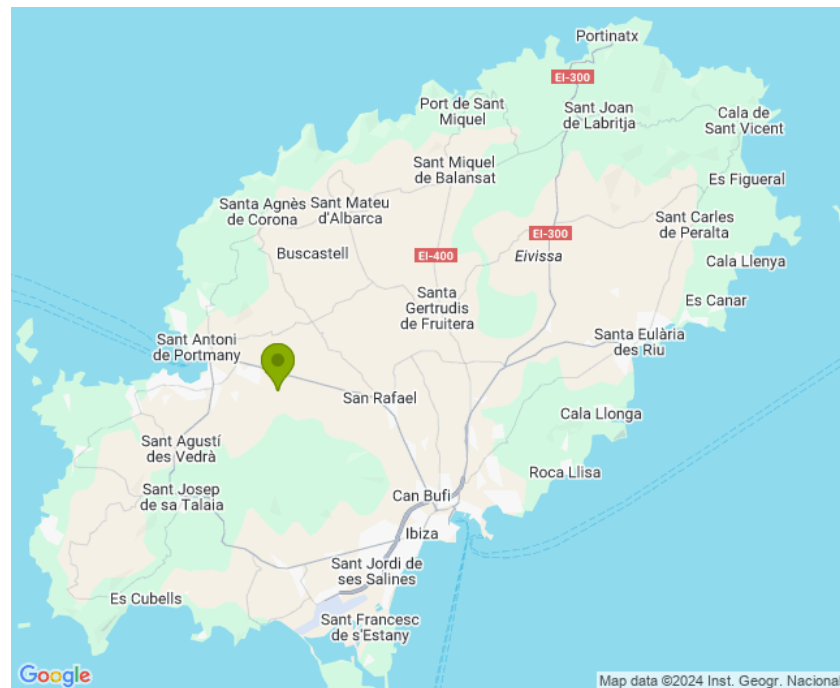 Portinatx
EI-300
Port de Sant
Miquel
Sant Joan
de Labritja
Cala de
Sant Vicent
Sant Miquel
de Balansat
Es Figueral
Santa Agnès
de Corona
Sant Mateu
d'Albarca
Sant Carles
de Peralta
EI-300
Buscastell
EI-400
Eivissa
Cala Llenya
Santa
Gertrudis
de Fruitera
Es Canar
Sant Antoni
de Portmany
Santa Eulària
des Riu
San Rafael
Cala Llonga
Sant Agustí
des Vedrà
Roca Llisa
Sant Josep
de sa Talaia
Can Bufi
Ibiza
Sant Jordi de
ses Salines
Es Cubells
Sant Francesc
de s'Estany
Google
Map data ©2024 Inst. Geogr. Nacional